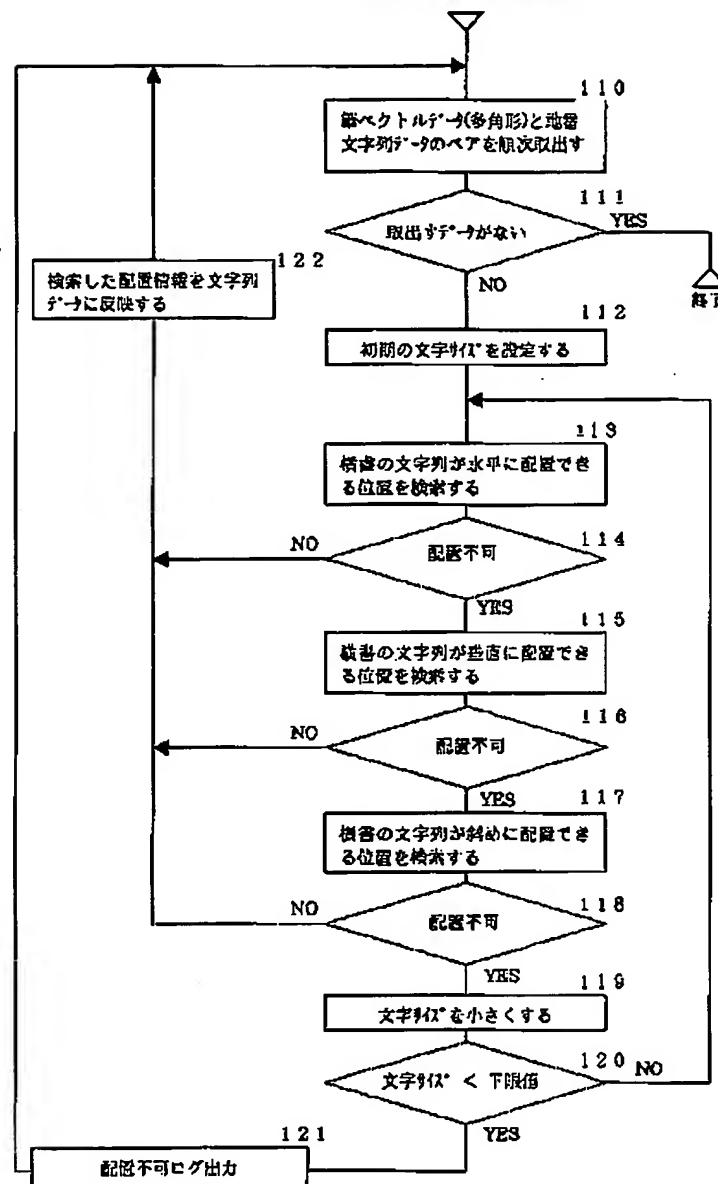 110
縮ベクトルデータ(多角形)と地番
文字列データのペアを順次取出す
111
取出すデータがない
YES
終了
NO
122
検索した配置情報を文字列
データに反映する
112
初期の文字サイズを設定する
113
横書の文字列が水平に配置でき
る位置を検索する
114
NO
配置不可
YES
115
縦書の文字列が垂直に配置でき
る位置を検索する
116
NO
配置不可
YES
117
横書の文字列が斜めに配置でき
る位置を検索する
118
NO
配置不可
YES
119
文字サイズを小さくする
120
文字サイズ < 下限値
NO
YES
121
配置不可ログ出力